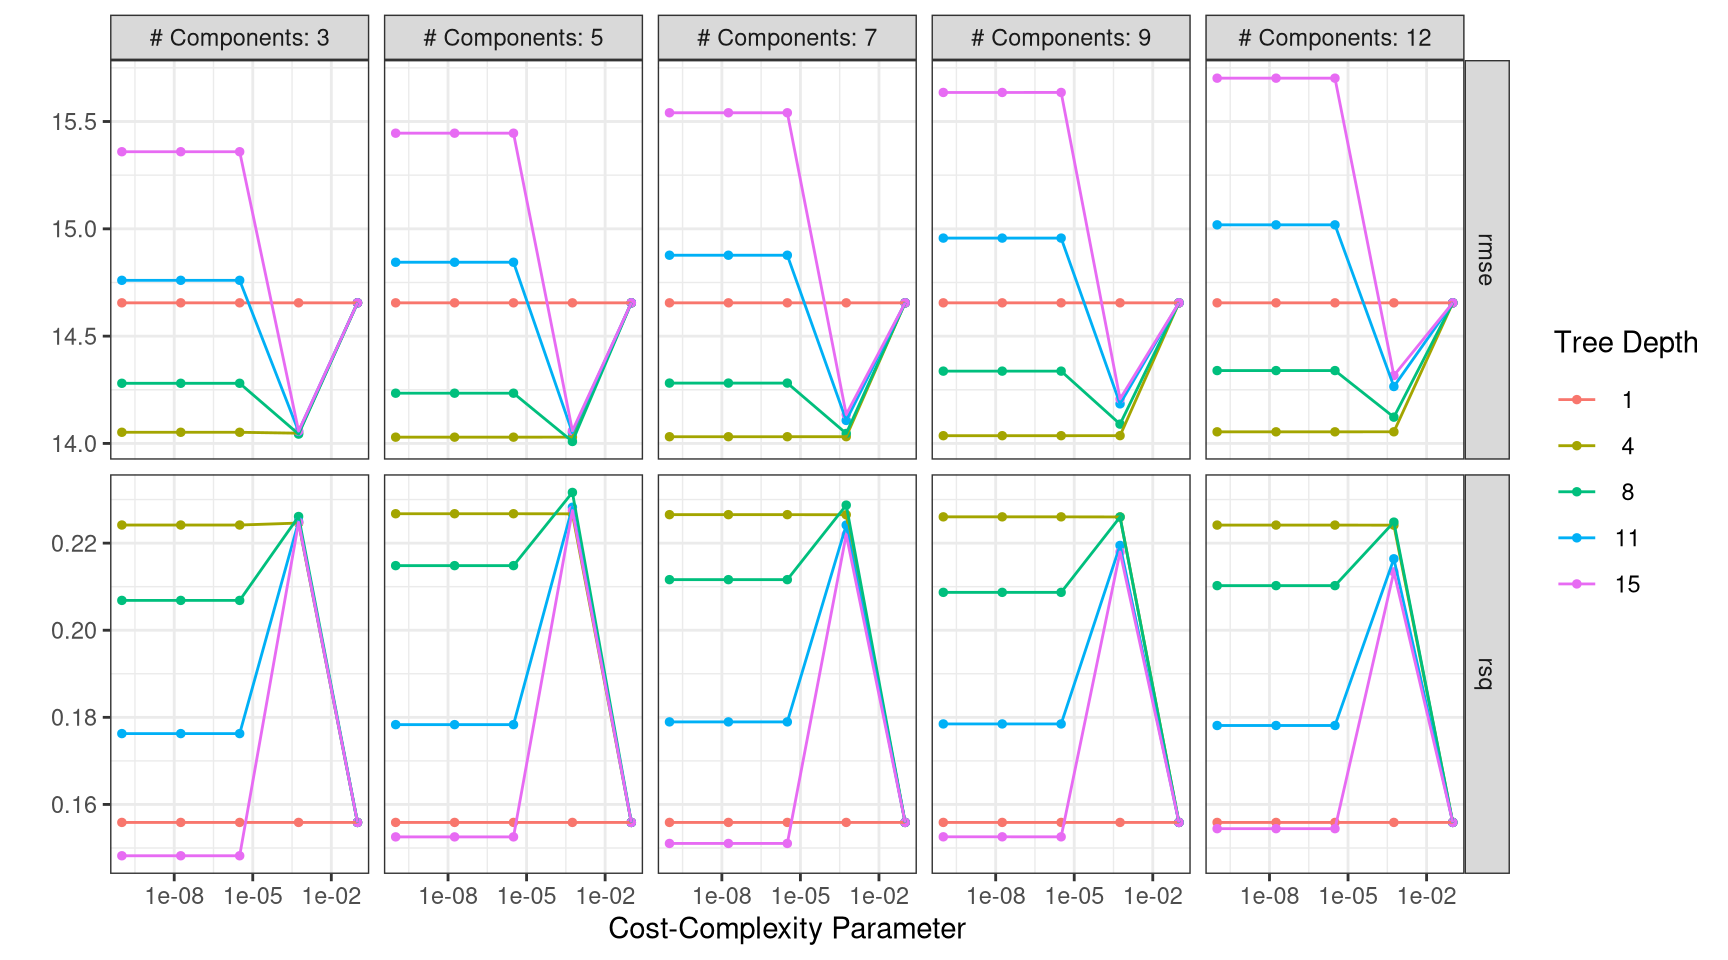 # Components: 3 # Components: 5 # Components: 7 # Components: 9 # Components: 12
15.5
15.0
14.5
14.0
rmse
0.22
0.20
0.18
0.16
rsq
1e-08 1e-05 1e-02 1e-08 1e-05 1e-02 1e-08 1e-05 1e-02 1e-08 1e-05 1e-02 1e-08 1e-05 1e-02
Cost-Complexity Parameter
Tree Depth
1
4
8
11
15